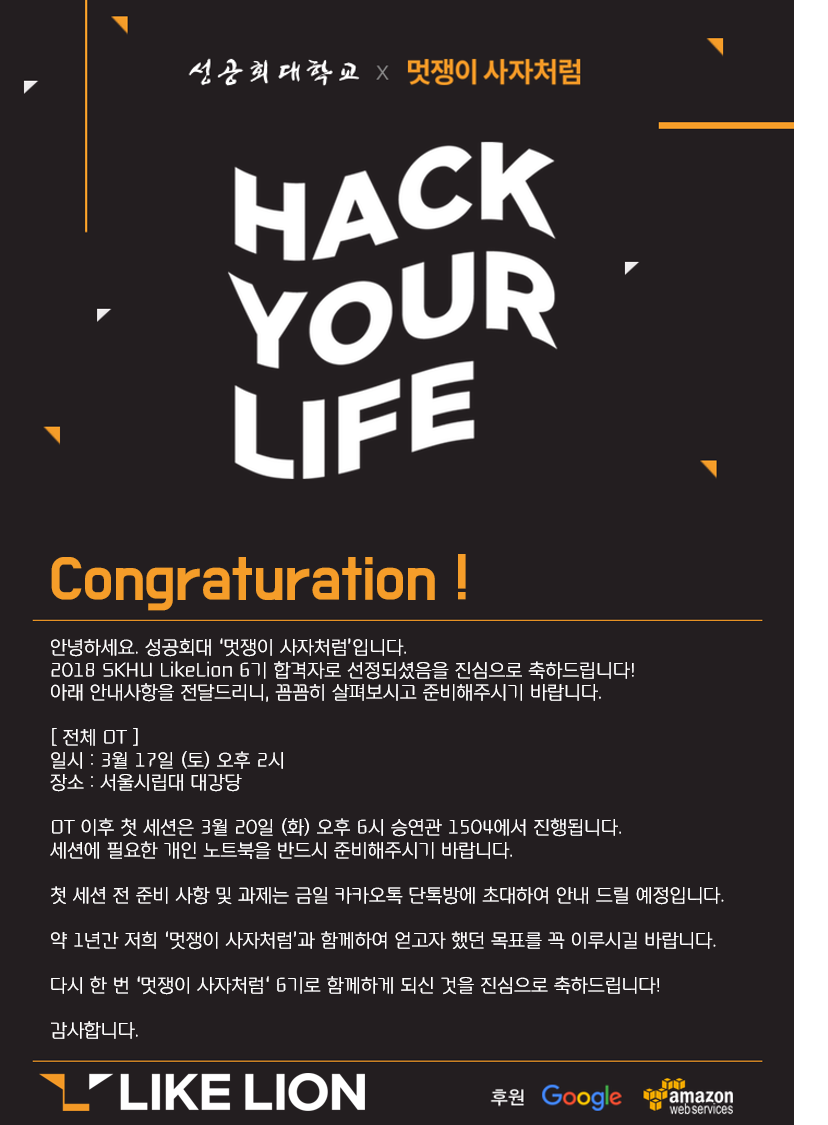 성공회대학교 x 멋쟁이 사자처럼
HACK
YOUR
LIFE
Congraturation !
안녕하세요. 성공회대 ‘멋쟁이 사자처럼’입니다.
2018 SKHU LikeLion 6기 합격자로 선정되셨음을 진심으로 축하드립니다!
아래 안내사항을 전달드리니, 꼼꼼히 살펴보시고 준비해주시기 바랍니다.
[ 전체 OT ]
일시 : 3월 17일 (토) 오후 2시
장소 : 서울시립대 대강당
OT 이후 첫 세션은 3월 20일 (화) 오후 6시 승연관 1504에서 진행됩니다.
세션에 필요한 개인 노트북을 반드시 준비해주시기 바랍니다.
첫 세션 전 준비 사항 및 과제는 금일 카카오톡 단톡방에 초대하여 안내 드릴 예정입니다.
약 1년간 저희 ‘멋쟁이 사자처럼’과 함께하여 얻고자 했던 목표를 꼭 이루시길 바랍니다.
다시 한 번 ‘멋쟁이 사자처럼‘ 6기로 함께하게 되신 것을 진심으로 축하드립니다!
감사합니다.
LIKE LION
후원 Google amazon
webservices